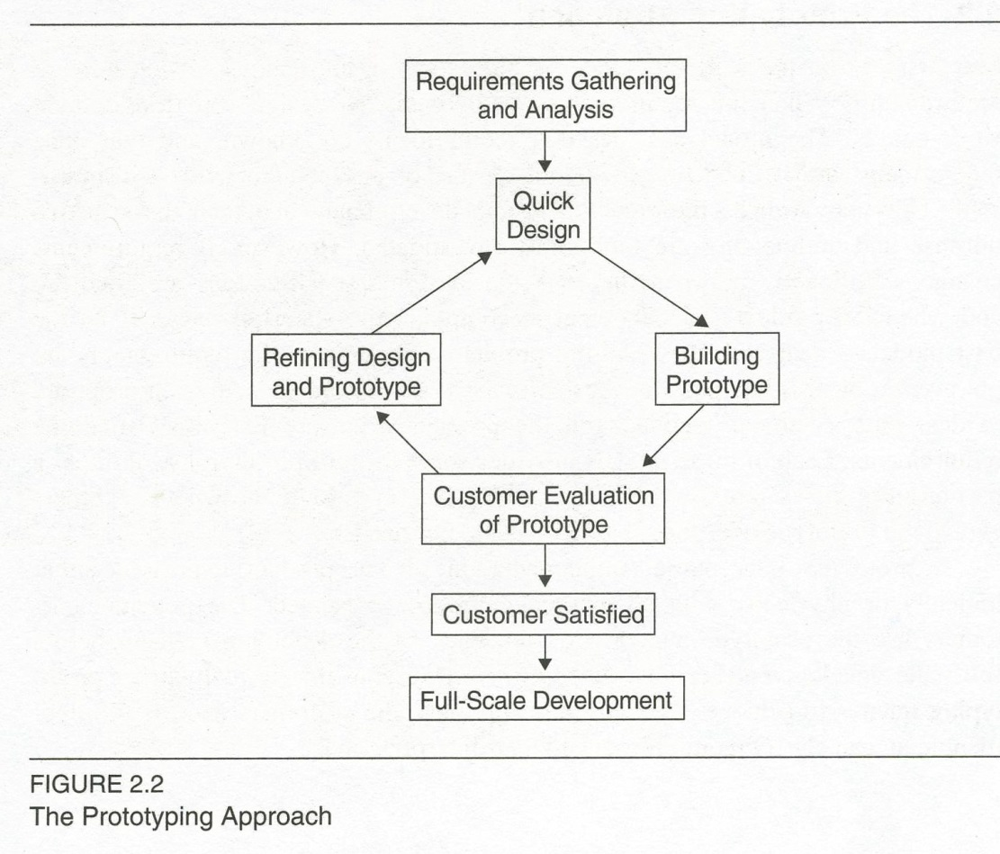 Requirements Gathering
and Analysis
Quick
Design
Refining Design
and Prototype
Building
Prototype
Customer Evaluation
of Prototype
Customer Satisfied
Full-Scale Development
FIGURE 2.2
The Prototyping Approach